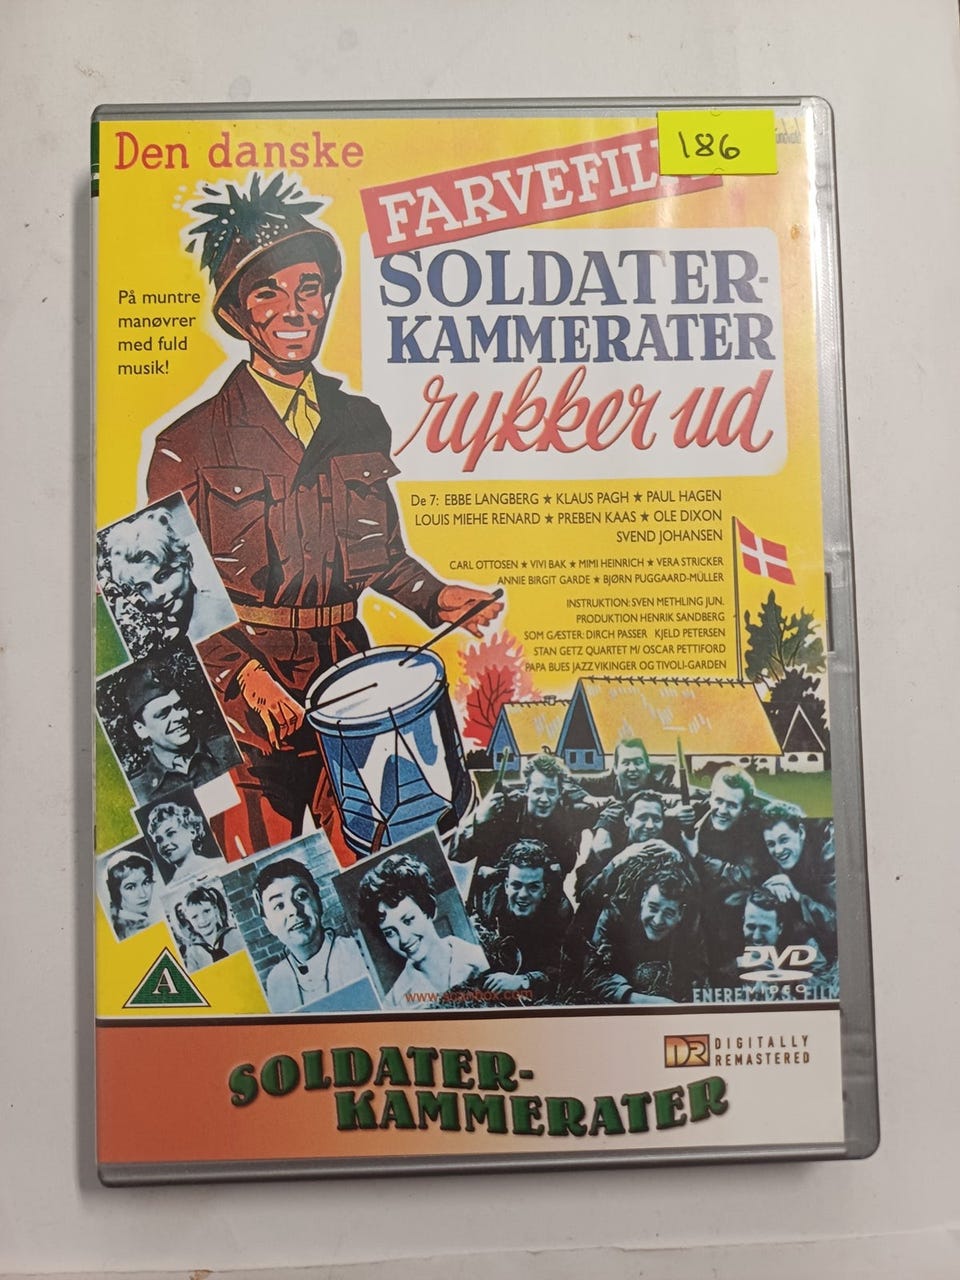 Den danske
186
FARVEFILM
SOLDATER-
KAMMERATER
rykker ud
På muntre
manøvrer
med fuld
musik!
De 7: EBBE LANGBERG ★ KLAUS PAGH ★ PAUL HAGEN
LOUIS MIEHE RENARD ★ PREBEN KAAS ★ OLE DIXON
SVEND JOHANSEN
CARL OTTOSEN ★ VIVI BAK ★ MIMI HEINRICH ★ VERA STRICKER
ANNIE BIRGIT GARDE ★ BJØRN PUGGAARD-MÜLLER
INSTRUKTION: SVEN METHLING JUN.
PRODUKTION HENRIK SANDBERG
SOM GÆSTER: DIRCH PASSER KJELD PETERSEN
STAN GETZ QUARTET M/ OSCAR PETTIFORD
PAPA BUES JAZZVIKINGER OG TIVOLI-GARDEN
A
DVD
VIDEO
SOLDATER-
KAMMERATER
DR DIGITALLY
REMASTERED